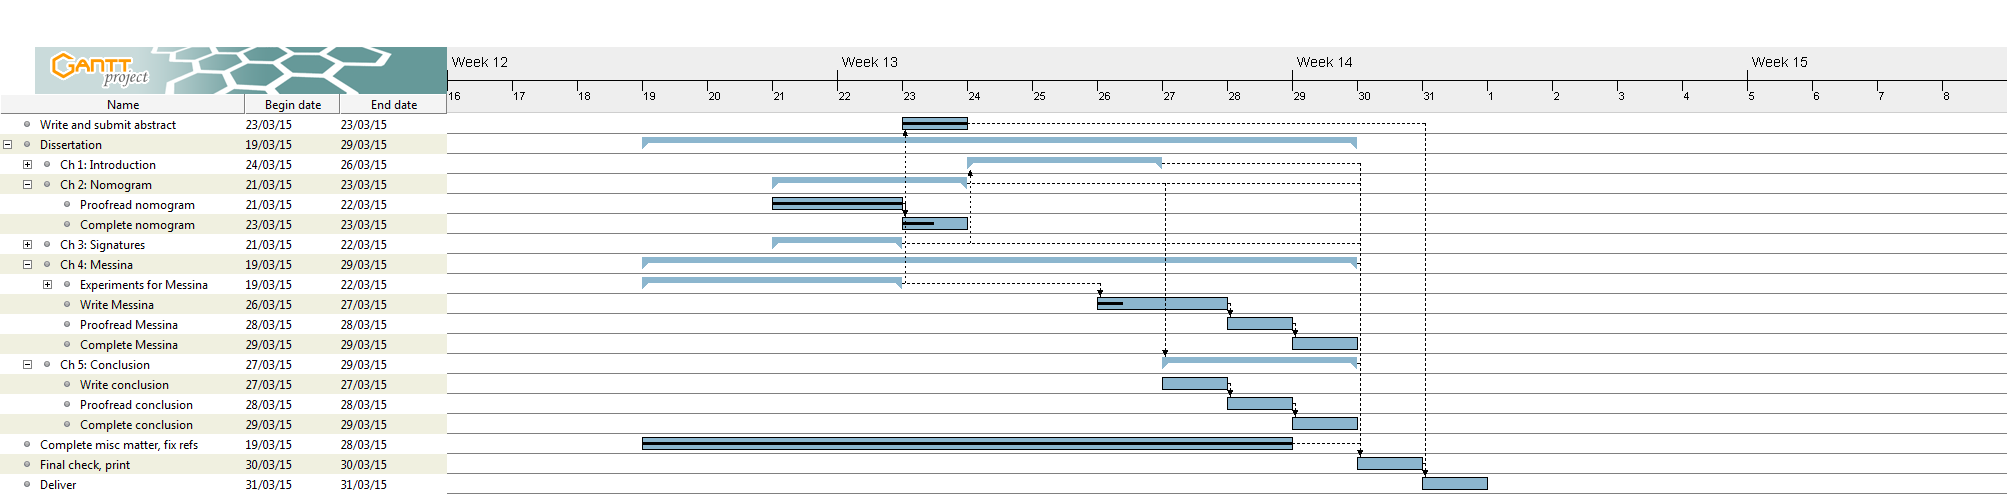 GANTT
project
Week 12 Week 13 Week 14 Week 15
16 17 18 19 20 21 22 23 24 25 26 27 28 29 30 31 1 2 3 4 5 6 7 8
Name Begin date End date
Write and submit abstract 23/03/15 23/03/15
Dissertation 19/03/15 29/03/15
Ch 1: Introduction 24/03/15 26/03/15
Ch 2: Nomogram 21/03/15 23/03/15
Proofread nomogram 21/03/15 22/03/15
Complete nomogram 23/03/15 23/03/15
Ch 3: Signatures 21/03/15 22/03/15
Ch 4: Messina 19/03/15 29/03/15
Experiments for Messina 19/03/15 22/03/15
Write Messina 26/03/15 27/03/15
Proofread Messina 28/03/15 28/03/15
Complete Messina 29/03/15 29/03/15
Ch 5: Conclusion 27/03/15 29/03/15
Write conclusion 27/03/15 27/03/15
Proofread conclusion 28/03/15 28/03/15
Complete conclusion 29/03/15 29/03/15
Complete misc matter, fix refs 19/03/15 28/03/15
Final check, print 30/03/15 30/03/15
Deliver 31/03/15 31/03/15